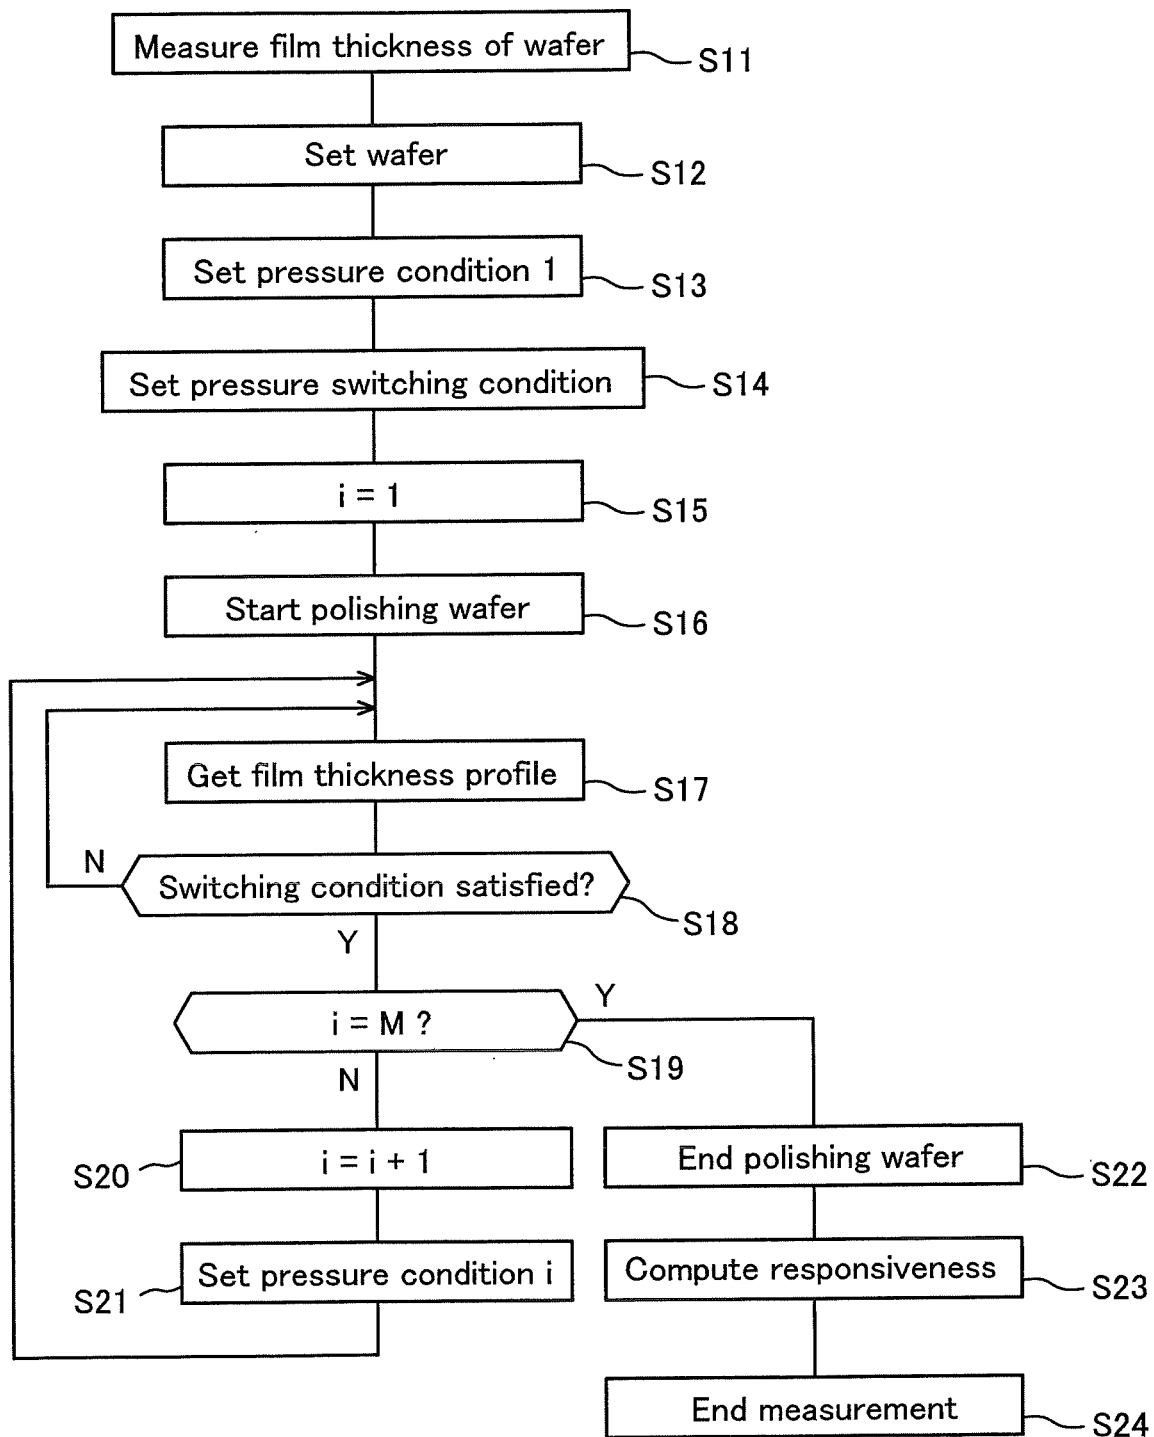 Measure film thickness of wafer
S11
Set wafer
S12
Set pressure condition 1
S13
Set pressure switching condition
S14
i = 1
S15
Start polishing wafer
S16
Get film thickness profile
S17
N
Switching condition satisfied?
S18
Y
i = M ?
Y
S19
N
S20
i = i + 1
End polishing wafer
S22
S21
Set pressure condition i
Compute responsiveness
S23
End measurement
S24